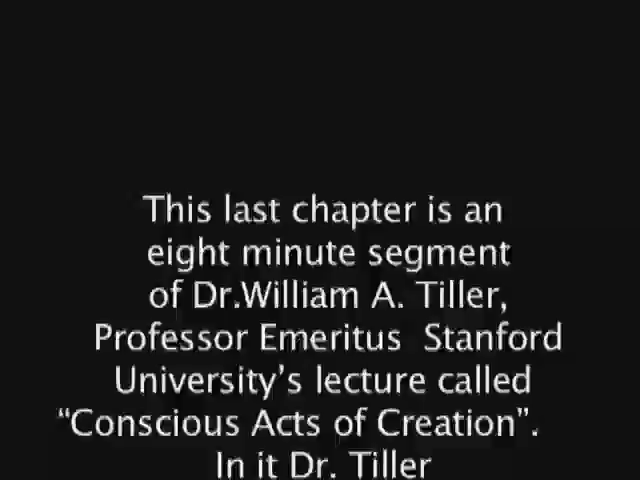 This last chapter is an
eight minute segment
of Dr.William A. Tiller,
Professor Emeritus Stanford
University’s lecture called
“Conscious Acts of Creation”.
In it Dr. Tiller